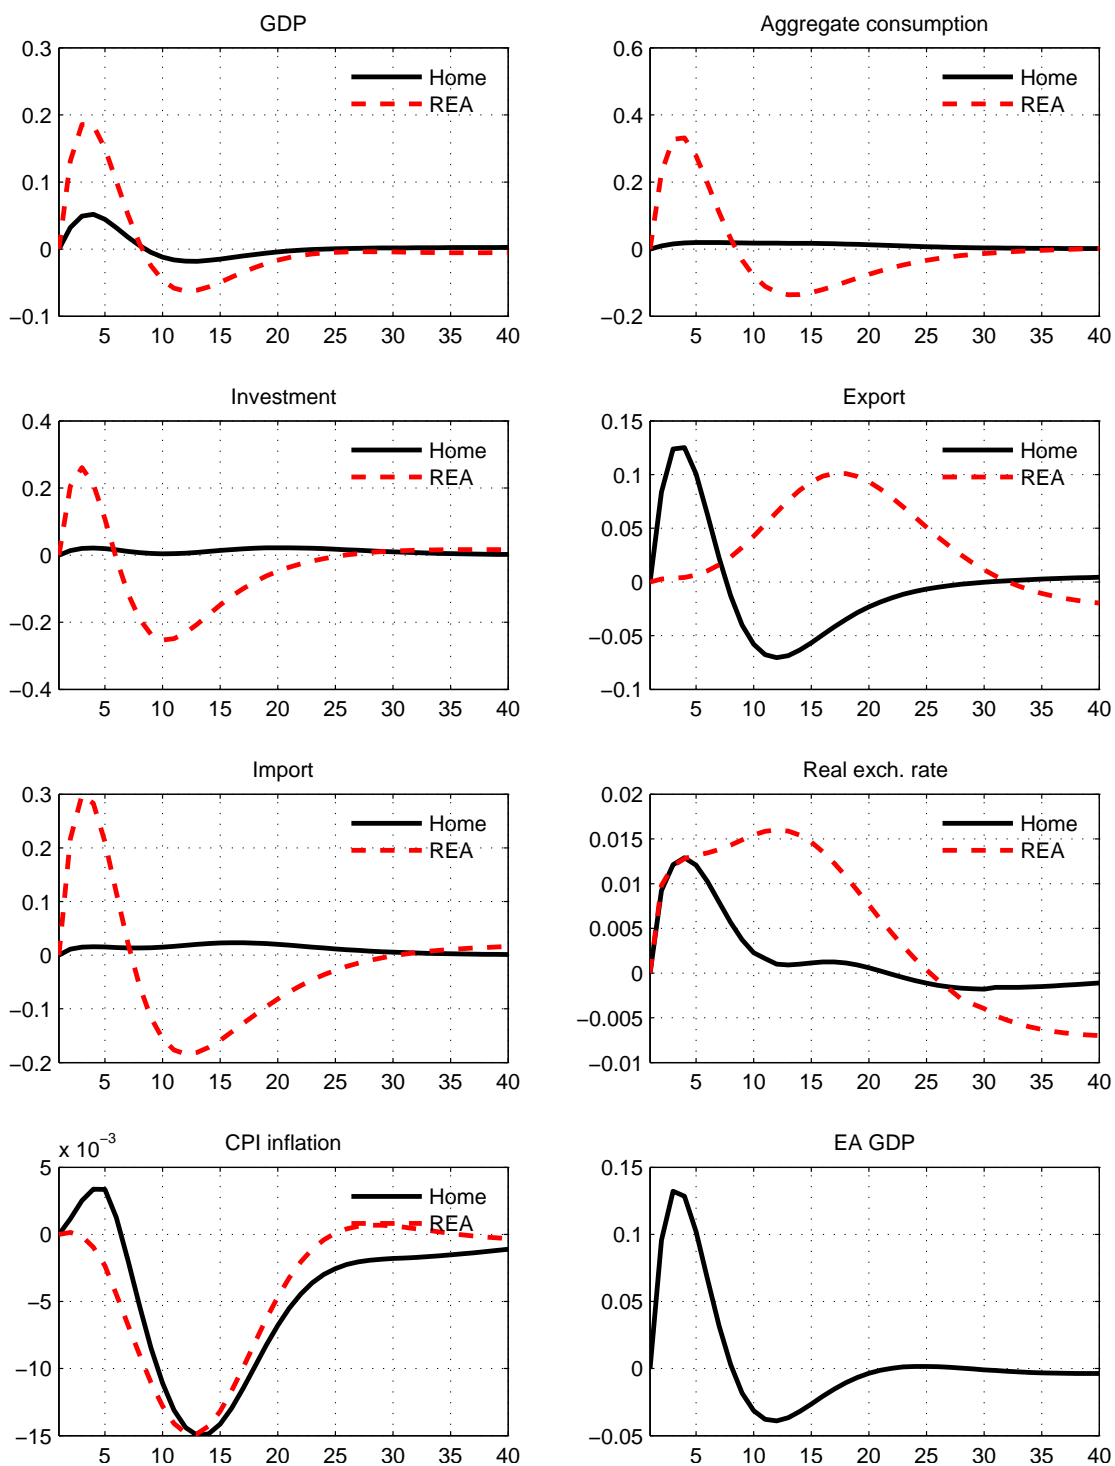 GDP
0.3
0.2
0.1
0
−0.1
Home
REA
5 10 15 20 25 30 35 40
Aggregate consumption
0.6
0.4
0.2
0
−0.2
Home
REA
5 10 15 20 25 30 35 40
Investment
0.4
0.2
0
−0.2
−0.4
Home
REA
5 10 15 20 25 30 35 40
Export
0.15
0.1
0.05
0
−0.05
−0.1
Home
REA
5 10 15 20 25 30 35 40
Import
0.3
0.2
0.1
0
−0.1
−0.2
Home
REA
5 10 15 20 25 30 35 40
Real exch. rate
0.02
0.015
0.01
0.005
0
−0.005
−0.01
Home
REA
5 10 15 20 25 30 35 40
x 10−3
CPI inflation
5
0
−5
−10
−15
Home
REA
5 10 15 20 25 30 35 40
EA GDP
0.15
0.1
0.05
0
−0.05
5 10 15 20 25 30 35 40